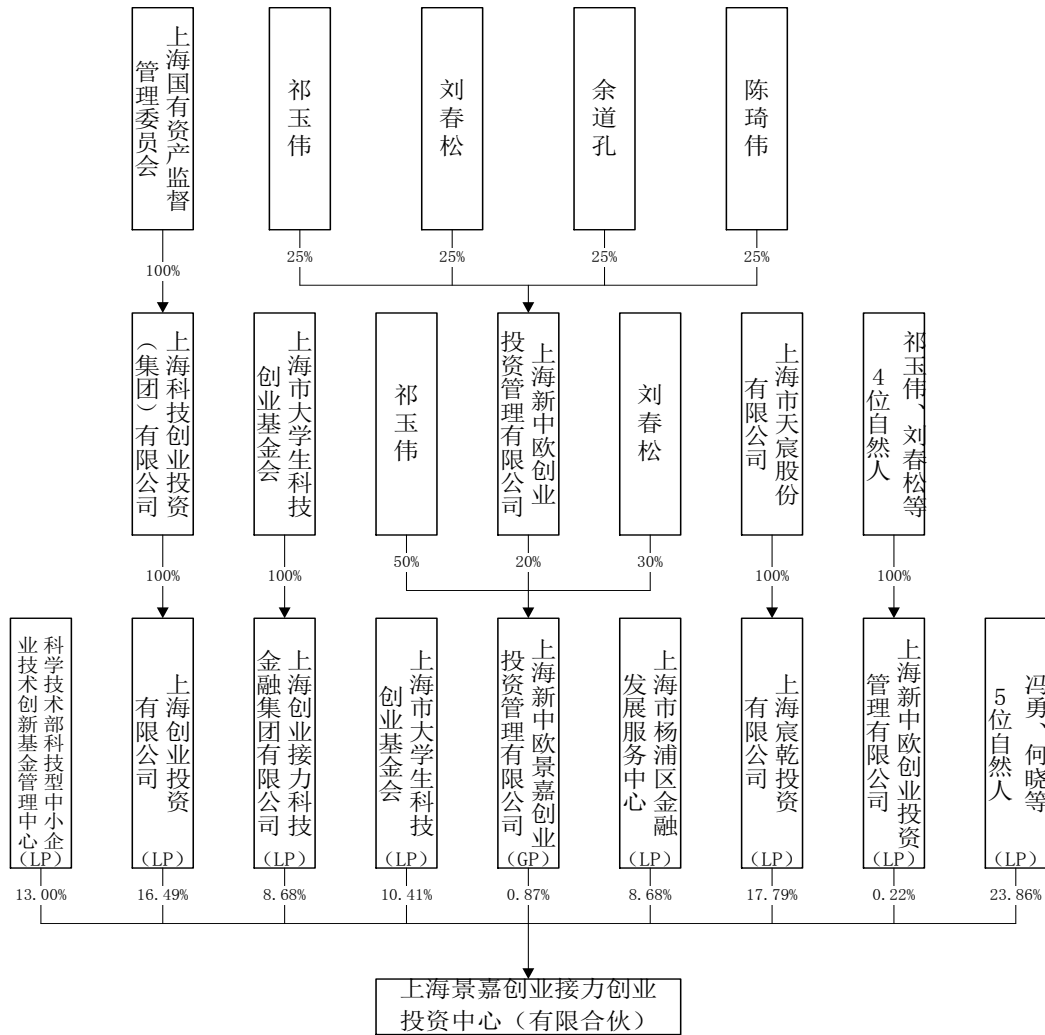 上海国有资产监督
管理委员会
祁玉伟
刘春松
余道孔
陈琦伟
100%
25%
25%
25%
25%
上海科技创业投资
（集团）有限公司
上海市大学生科技
创业基金会
祁玉伟
上海新中欧创业
投资管理有限公司
刘春松
上海市天宸股份
有限公司
祁玉伟、刘春松等
4位自然人
100%
100%
50%
20%
30%
100%
100%
科学技术部科技型中小企
业技术创新基金管理中心
（LP）
上海创业投资
有限公司
（LP）
上海创业接力科技
金融集团有限公司
（LP）
上海市大学生科技
创业基金会
（LP）
上海新中欧景嘉创业
投资管理有限公司
（GP）
上海市杨浦区金融
发展服务中心
（LP）
上海宸乾投资
有限公司
（LP）
上海新中欧创业投资
管理有限公司
（LP）
冯勇、何晓等
5位自然人
（LP）
13.00%
16.49%
8.68%
10.41%
0.87%
8.68%
17.79%
0.22%
23.86%
上海景嘉创业接力创业
投资中心（有限合伙）